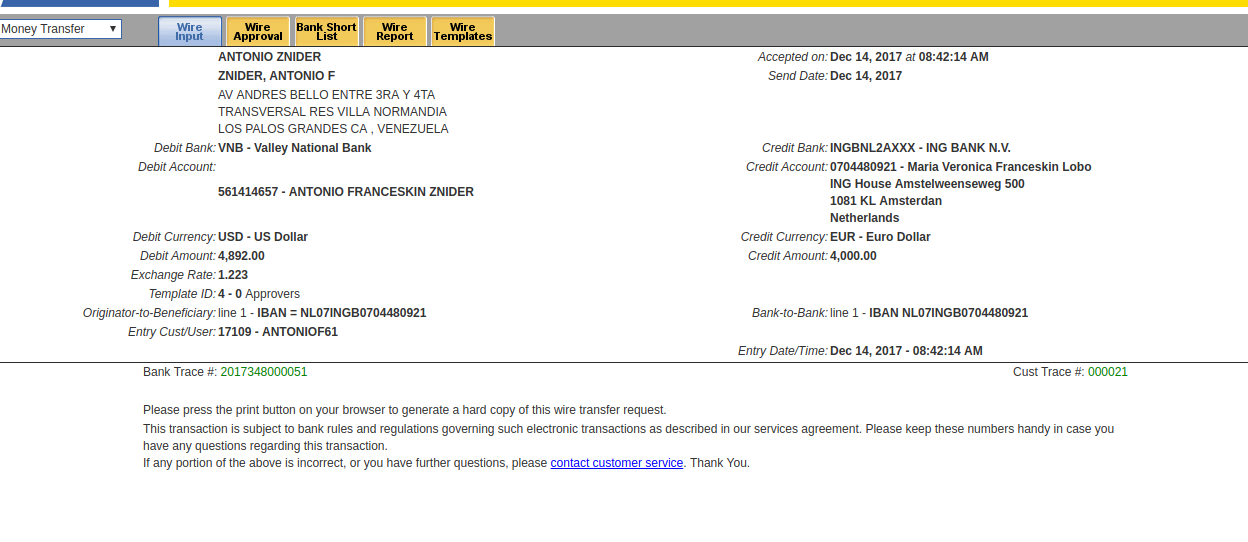 Money Transfer
Wire Input
Wire Approval
Bank Short List
Wire Report
Wire Templates
ANTONIO ZNIDER
Accepted on: Dec 14, 2017 at 08:42:14 AM
ZNIDER, ANTONIO F
Send Date: Dec 14, 2017
AV ANDRES BELLO ENTRE 3RA Y 4TA
TRANSVERSAL RES VILLA NORMANDIA
LOS PALOS GRANDES CA , VENEZUELA
Debit Bank: VNB - Valley National Bank
Credit Bank: INGBNL2AXXX - ING BANK N.V.
Debit Account:
561414657 - ANTONIO FRANCESKIN ZNIDER
Credit Account: 0704480921 - Maria Veronica Franceskin Lobo
ING House Amstelweenseweg 500
1081 KL Amsterdan
Netherlands
Debit Currency: USD - US Dollar
Credit Currency: EUR - Euro Dollar
Debit Amount: 4,892.00
Credit Amount: 4,000.00
Exchange Rate: 1.223
Template ID: 4 - 0 Approvers
Originator-to-Beneficiary: line 1 - IBAN = NL07INGB0704480921
Bank-to-Bank: line 1 - IBAN NL07INGB0704480921
Entry Cust/User: 17109 - ANTONIOF61
Entry Date/Time: Dec 14, 2017 - 08:42:14 AM
Bank Trace #: 2017348000051
Cust Trace #: 000021
Please press the print button on your browser to generate a hard copy of this wire transfer request.
This transaction is subject to bank rules and regulations governing such electronic transactions as described in our services agreement. Please keep these numbers handy in case you
have any questions regarding this transaction.
If any portion of the above is incorrect, or you have further questions, please contact customer service. Thank You.